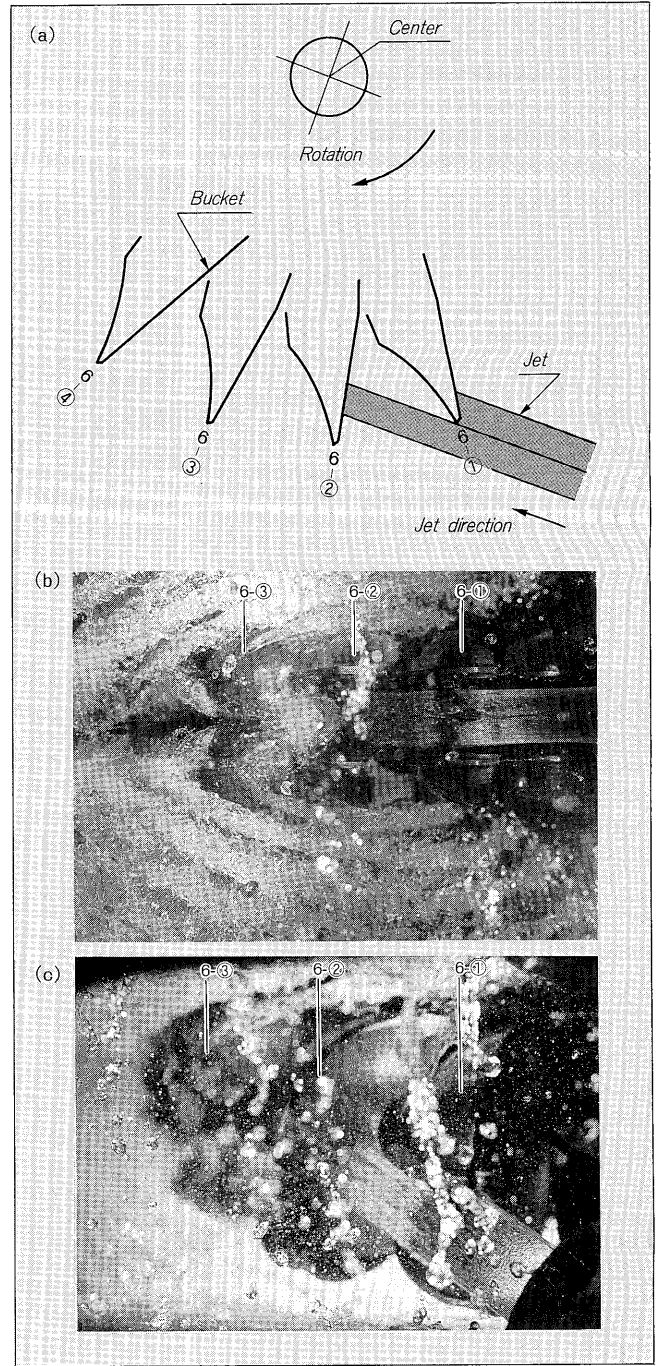 (a)
Center
Rotation
Bucket
Jet
6
④
6
③
6
②
6
①
Jet direction
(b)
6-③
6-②
6-①
(c)
6-③
6-②
6-①